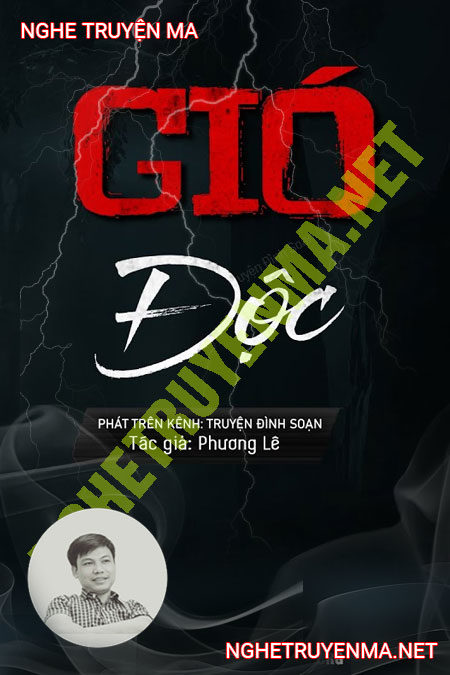 NGHE TRUYỆN MA
GIÓ
Độc
PHÁT TRÊN KÊNH: TRUYỆN ĐÌNH SOẠN
Tác giả: Phương Lê
NGHETRUYENMA.NET
NGHETRUYENMA.NET